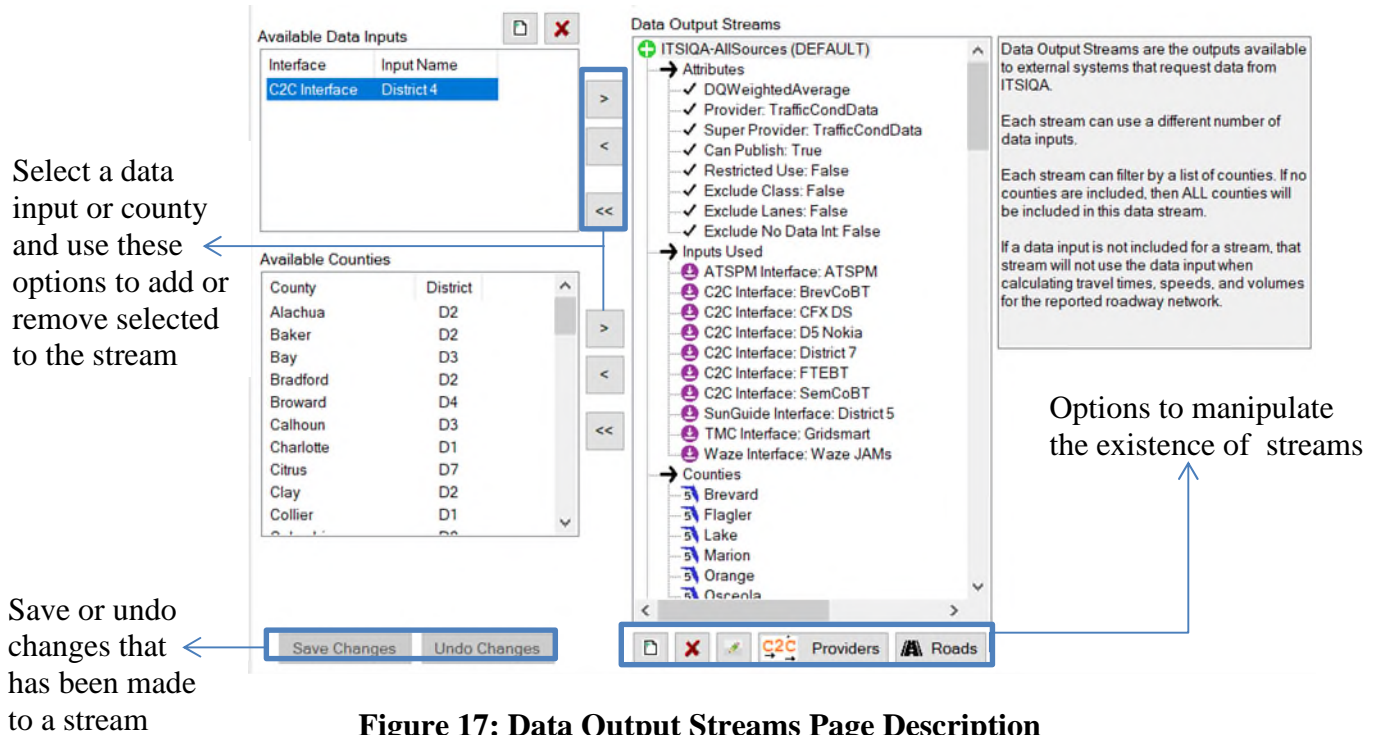 Available Data Inputs
Interface Input Name
C2C Interface District 4
>
<
<<
Select a data
input or county
and use these
options to add or
remove selected
to the stream
Available Counties
County District
Alachua D2
Baker D2
Bay D3
Bradford D2
Broward D4
Calhoun D3
Charlotte D1
Citrus D7
Clay D2
Collier D1
>
<
<<
Save or undo
changes that
has been made
to a stream
Save Changes Undo Changes
Data Output Streams
ITSIQA-AllSources (DEFAULT)
Attributes
DQWeightedAverage
Provider: TrafficCondData
Super Provider: TrafficCondData
Can Publish: True
Restricted Use: False
Exclude Class: False
Exclude Lanes: False
Exclude No Data Int: False
Inputs Used
ATSPM Interface: ATSPM
C2C Interface: BrevCoBT
C2C Interface: CFX DS
C2C Interface: D5 Nokia
C2C Interface: District 7
C2C Interface: FTEBT
C2C Interface: SemCoBT
SunGuide Interface: District 5
TMC Interface: Gridsmart
Waze Interface: Waze JAMs
Counties
5 Brevard
5 Flagler
5 Lake
5 Marion
5 Orange
5 Osceola
C2C Providers Roads
Data Output Streams are the outputs available
to external systems that request data from
ITSIQA.
Each stream can use a different number of
data inputs.
Each stream can filter by a list of counties. If no
counties are included, then ALL counties will
be included in this data stream.
If a data input is not included for a stream, that
stream will not use the data input when
calculating travel times, speeds, and volumes
for the reported roadway network.
Options to manipulate
the existence of streams
Figure 17: Data Output Streams Page Description